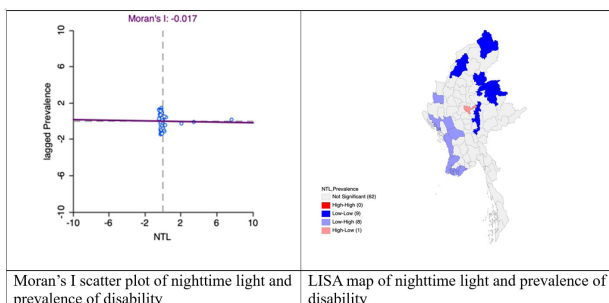 Moran's I: -0.017
10
6
2
-2
-6
-10
lagged Prevalence
-10
-6
-2
2
6
10
NTL
NTL,Prevalence
Not Significant (62)
High-High (0)
Low-Low (9)
Low-High (8)
High-Low (1)
Moran’s I scatter plot of nighttime light and
prevalence of disability
LISA map of nighttime light and prevalence of
disability